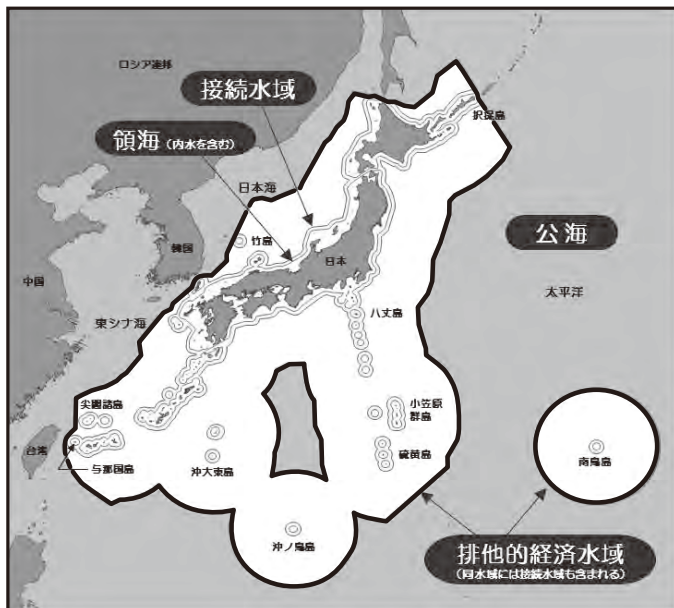 ロシア連邦
接続水域
択捉島
領海（内水を含む）
日本海
公海
竹島
韓国
日本
中国
太平洋
八丈島
東シナ海
小笠原
群島
尖閣諸島
硫黄島
台湾
南鳥島
与那国島
沖大東島
沖ノ鳥島
排他的経済水域
（同水域には接続水域も含まれる）